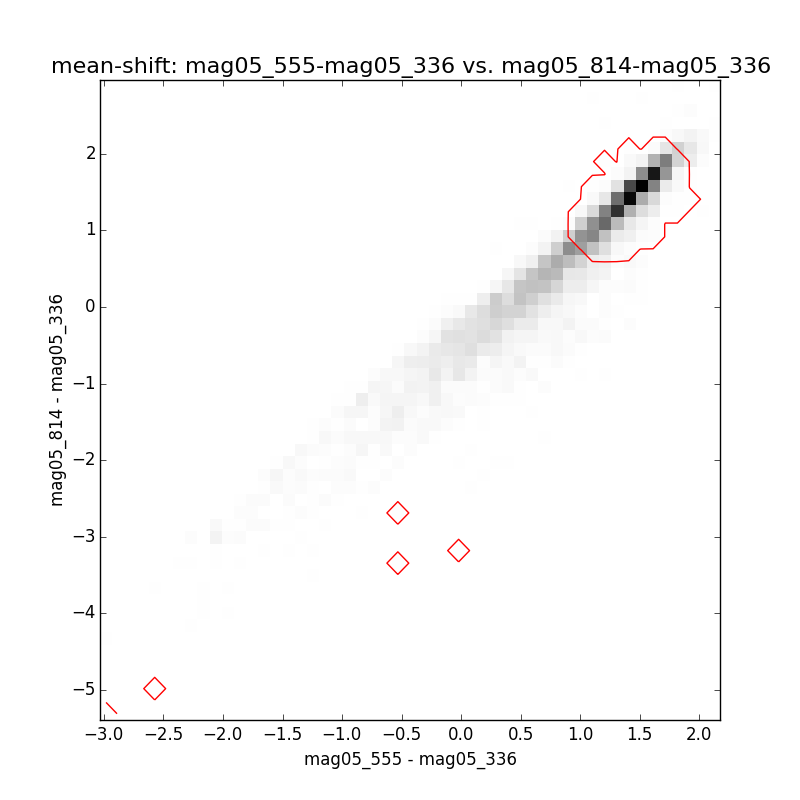 mean-shift: mag05_555-mag05_336 vs. mag05_814-mag05_336
2
1
0
−1
−2
−3
−4
−5
mag05_814 - mag05_336
−3.0 −2.5 −2.0 −1.5 −1.0 −0.5 0.0 0.5 1.0 1.5 2.0
mag05_555 - mag05_336